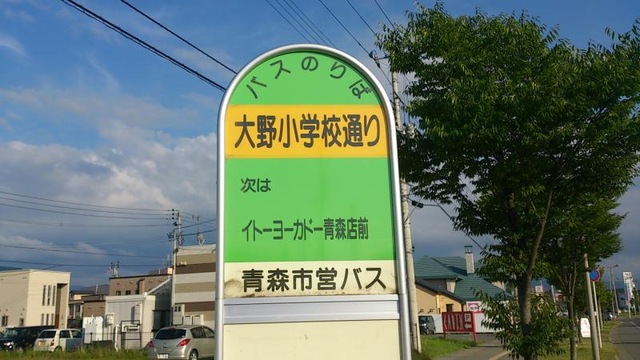 バスのりば
大野小学校通り
次は
イトーヨーカドー青森店前
青森市営バス